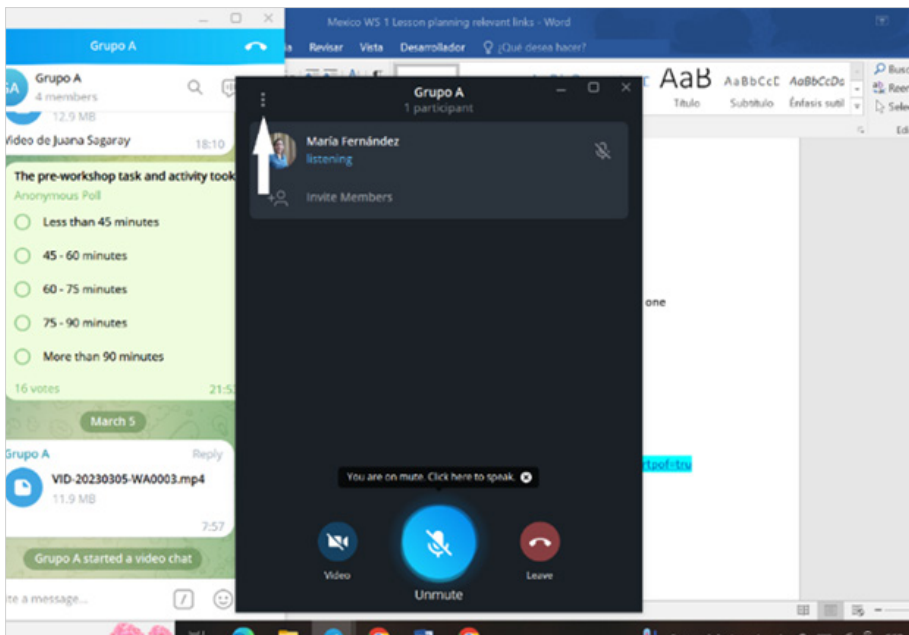 Grupo A
Grupo A
4 members
12.9 MB
Video de Juana Sagaray
18:10
The pre-workshop task and activity took
Anonymous Poll
Less than 45 minutes
45 - 60 minutes
60 - 75 minutes
75 - 90 minutes
More than 90 minutes
16 votes
March 5
Grupo A
Reply
VID-20230305-WA0003.mp4
11.9 MB
7:57
Grupo A started a video chat
a message...
Mexico WS 1 Lesson planning relevant links - Word
Revisar Vista Desarrollador ¿Qué desea hacer?
AaB AaBbCcD AaBbCcDc
Título Subtítulo Énfasis sutil
one
Grupo A
1 participant
María Fernández
listening
Invite Members
You are on mute. Click here to speak.
Video
Leave
Unmute